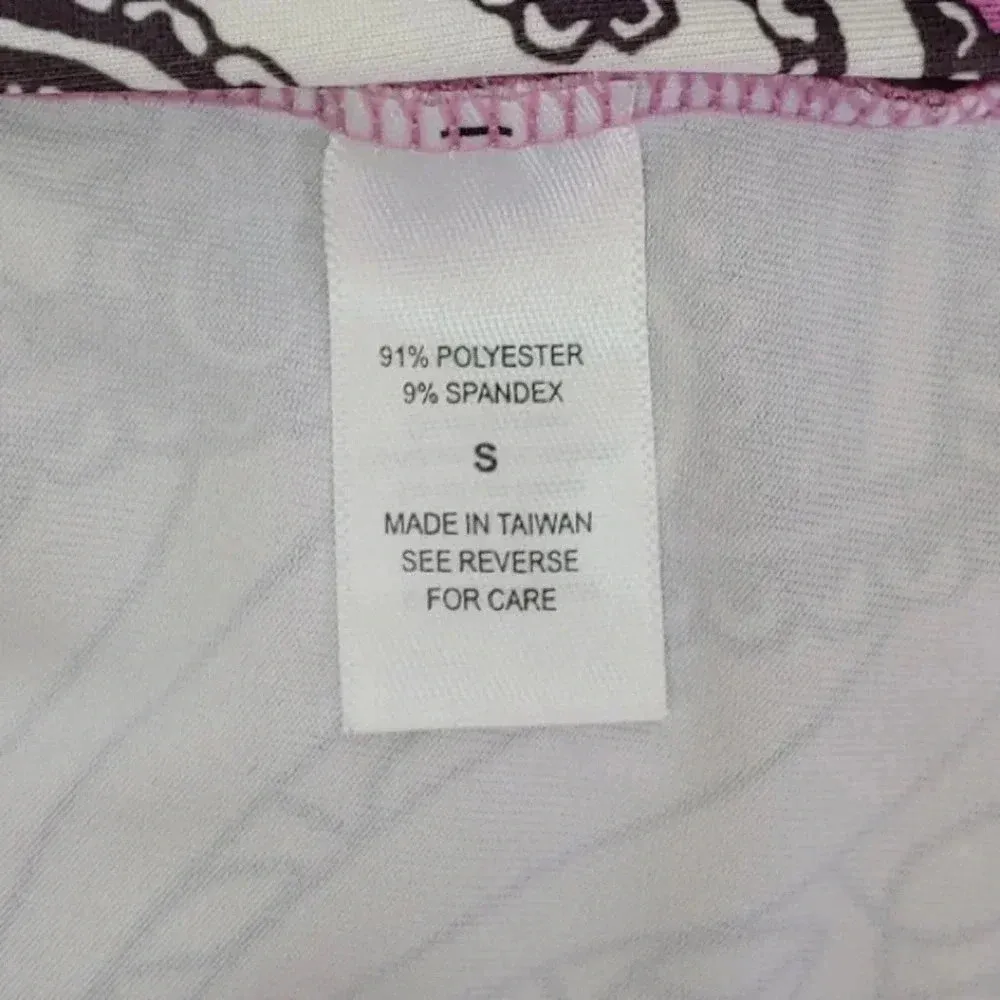 91% POLYESTER
9% SPANDEX
S
MADE IN TAIWAN
SEE REVERSE
FOR CARE